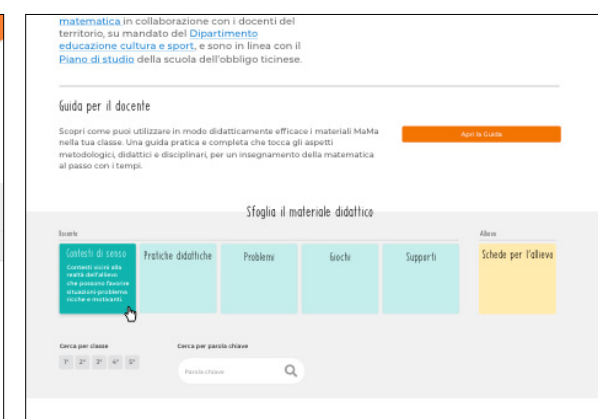 matematica in collaborazione con i docenti del
territorio, su mandato del Dipartimento
educazione cultura e sport, e sono in linea con il
Piano di studio della scuola dell'obbligo ticinese.
Guida per il docente
Scopri come puoi utilizzare in modo didatticamente efficace i materiali MaMa
nella tua classe. Una guida pratica e completa che tocca gli aspetti
metodologici, didattici e disciplinari, per un insegnamento della matematica
al passo con i tempi.
Apri la Guida
Sfoglia il materiale didattico
Docente
Allievo
Contesti di senso
Contesti vicini alla
realtà dell'allievo,
che possono favorire
situazioni-problema
ricche e motivanti.
Pratiche didattiche
Problemi
Giochi
Supporti
Schede per l'allievo
Cerca per classe
1° 2° 3° 4° 5°
Cerca per parola chiave
Parola chiave